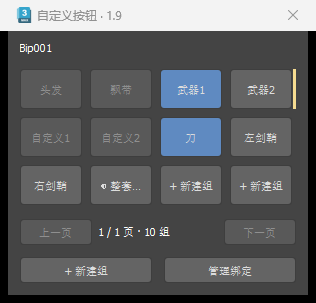 3 自定义按钮 · 1.9
Bip001
头发 飘带 武器1 武器2
自定义1 自定义2 刀 左剑鞘
右剑鞘 整套... + 新建组 + 新建组
上一页 1 / 1 页 · 10 组 下一页
+ 新建组 管理绑定